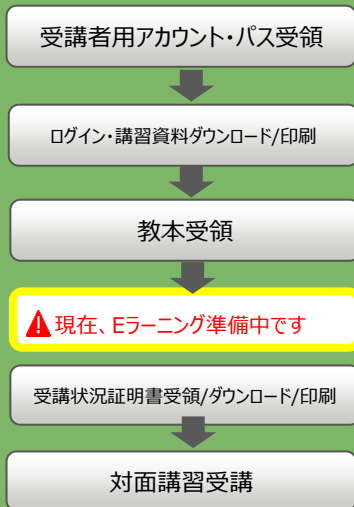 受講者用アカウント・パス受領
ログイン・講習資料ダウンロード/印刷
教本受領
現在、Eラーニング準備中です
受講状況証明書受領/ダウンロード/印刷
対面講習受講